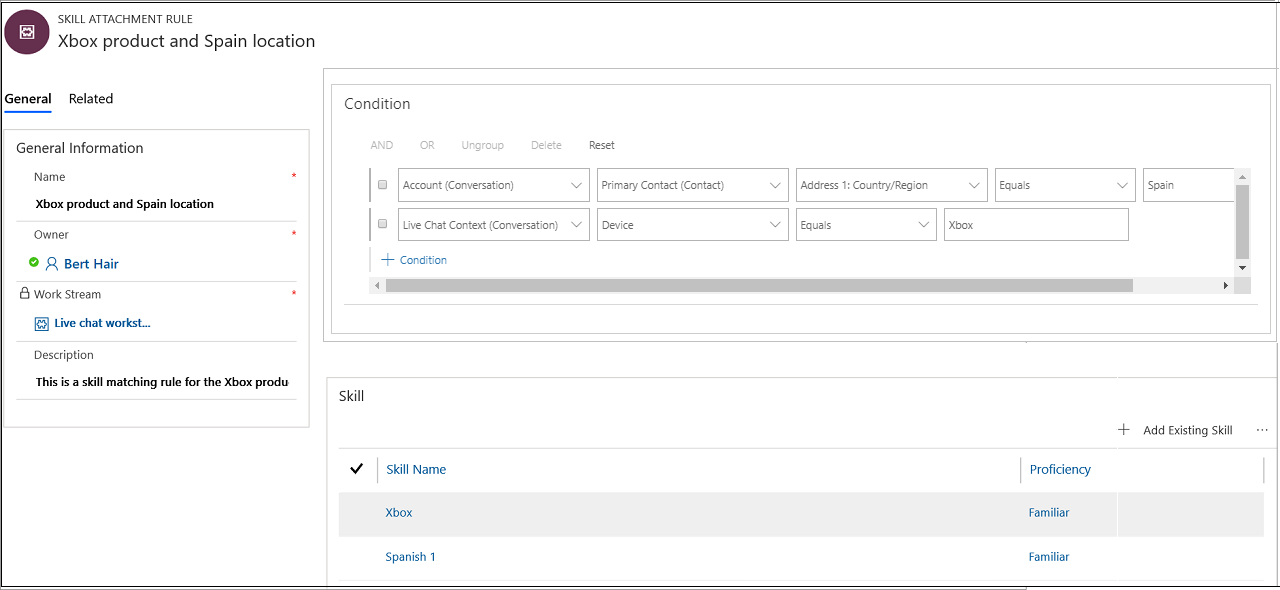 SKILL ATTACHMENT RULE
Xbox product and Spain location
General Related
General Information
Name *
Xbox product and Spain location
Owner *
Bert Hair
Work Stream *
Live chat workst...
Description
This is a skill matching rule for the Xbox produ
Condition
AND OR Ungroup Delete Reset
Account (Conversation) Primary Contact (Contact) Address 1: Country/Region Equals Spain
Live Chat Context (Conversation) Device Equals Xbox
+ Condition
Skill
+ Add Existing Skill ...
Skill Name Proficiency
Xbox Familiar
Spanish 1 Familiar